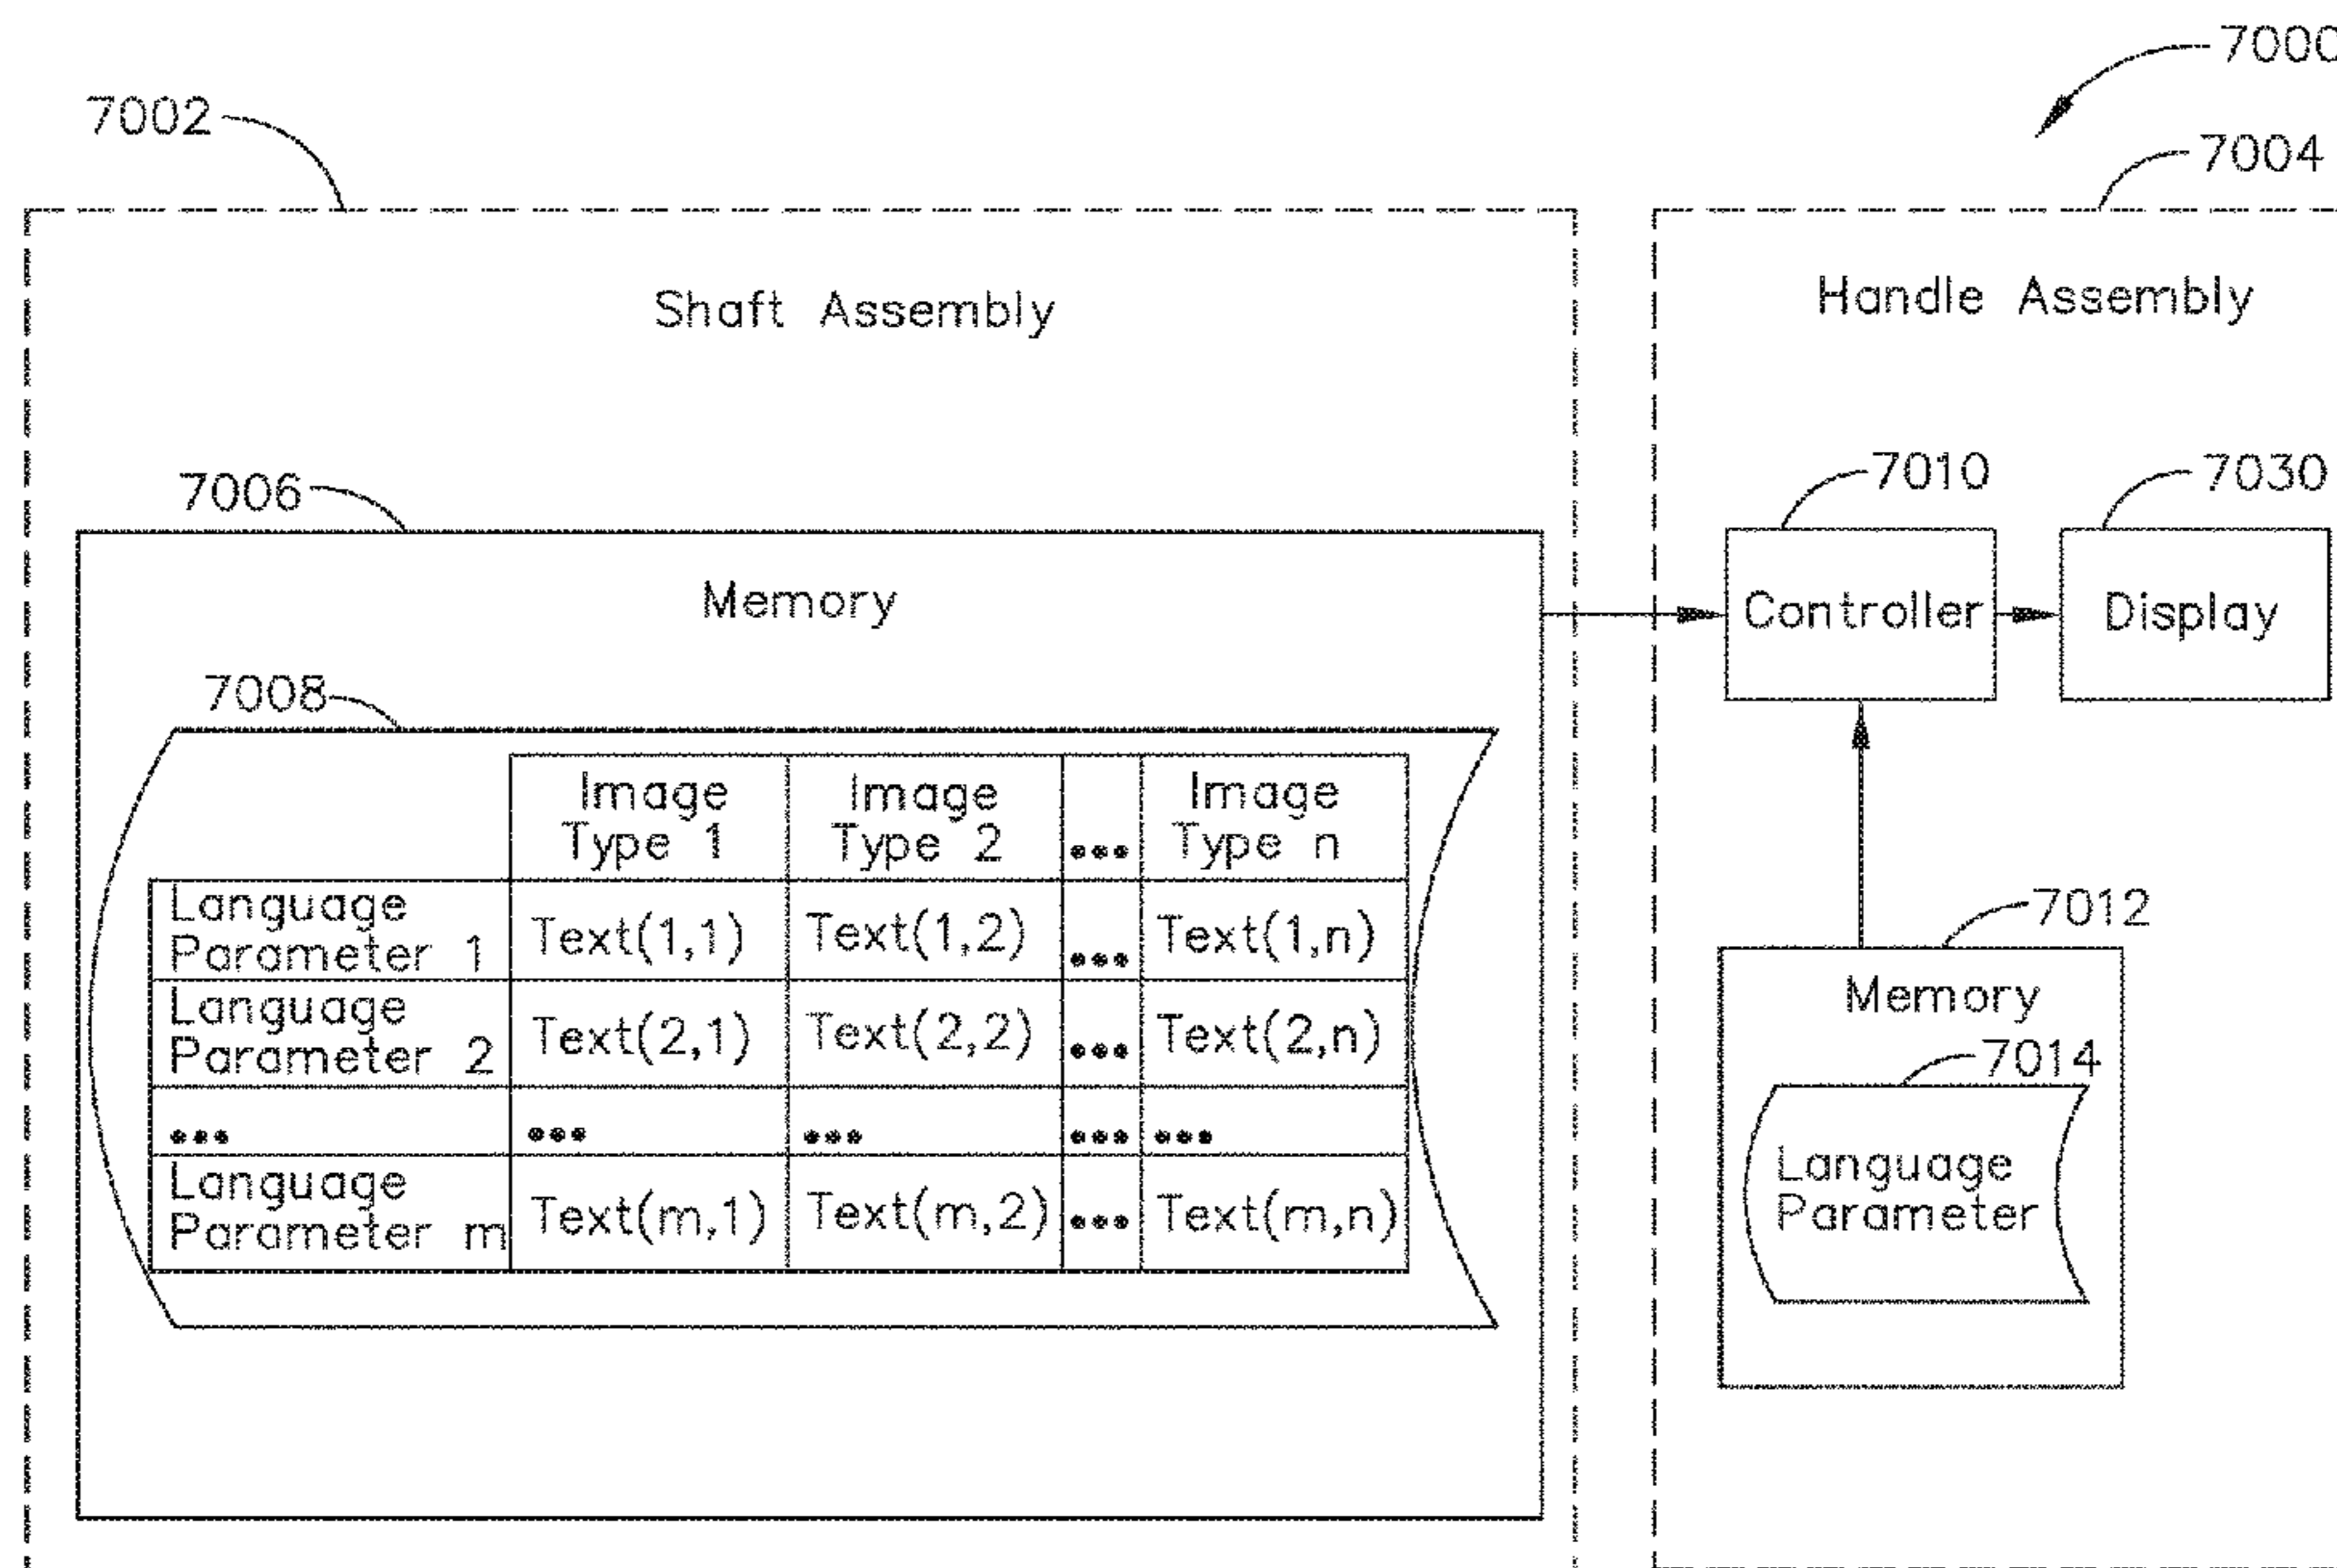 7000
7002
7004
Shaft Assembly
Handle Assembly
7006
7010
7030
Memory
Controller
Display
7008
Image
Type 1
Image
Type 2
•••
Image
Type n
Language
Parameter 1
Text(1,1)
Text(1,2)
•••
Text(1,n)
Language
Parameter 2
Text(2,1)
Text(2,2)
•••
Text(2,n)
•••
•••
•••
•••
•••
Language
Parameter m
Text(m,1)
Text(m,2)
•••
Text(m,n)
7012
Memory
7014
Language
Parameter